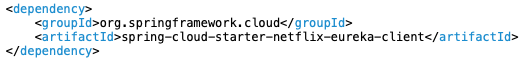 <dependency>
    <groupId>org.springframework.cloud</groupId>
    <artifactId>spring-cloud-starter-netflix-eureka-client</artifactId>
</dependency>